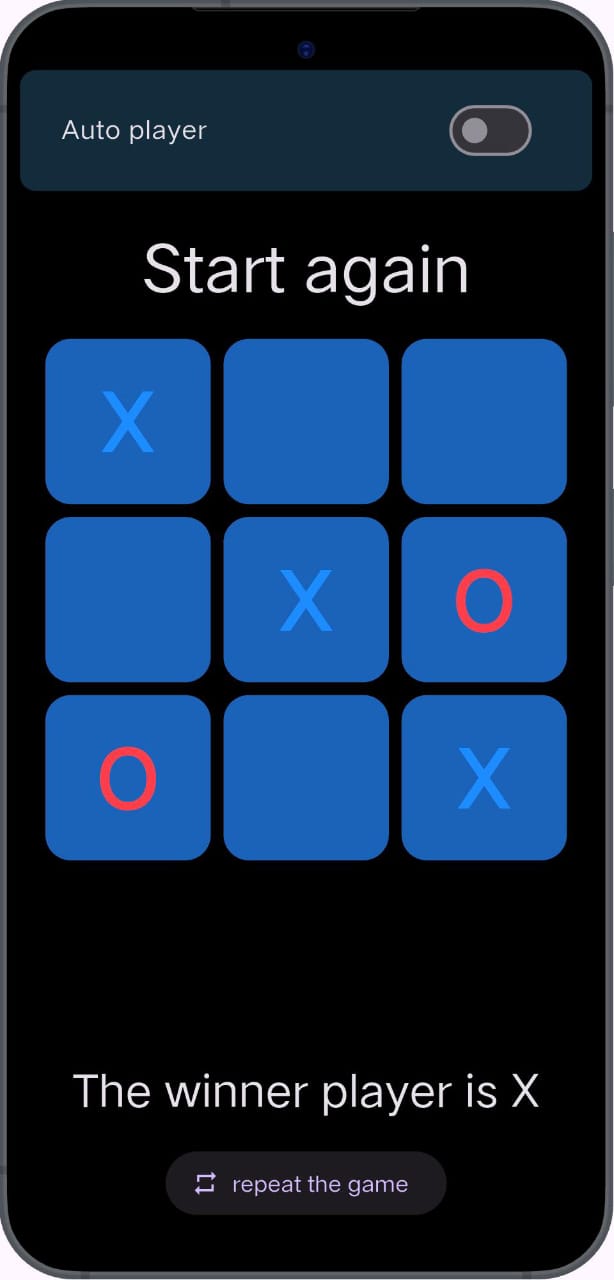 Auto player
Start again
X
X O
O X
The winner player is X
repeat the game